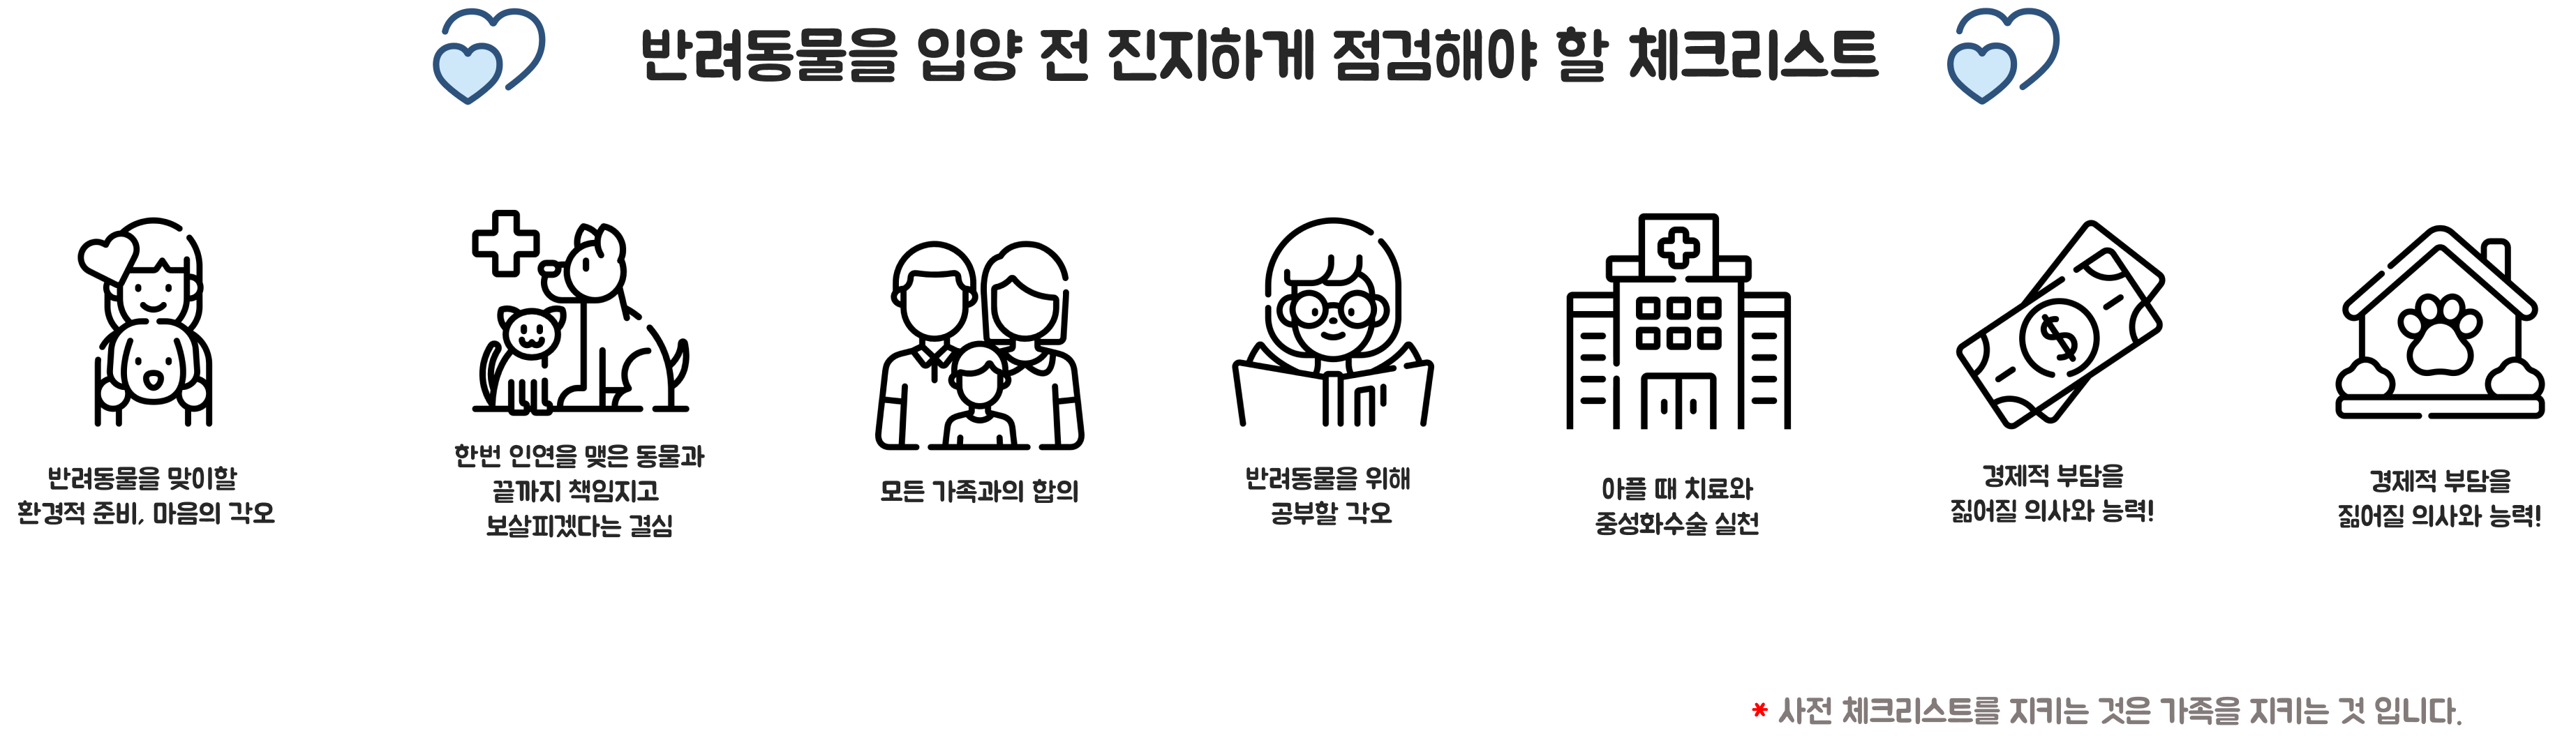 반려동물을 입양 전 진지하게 점검해야 할 체크리스트
반려동물을 맞이할
환경적 준비, 마음의 각오
한번 인연을 맺은 동물과
끝까지 책임지고
보살피겠다는 결심
모든 가족과의 합의
반려동물을 위해
공부할 각오
아플 때 치료와
중성화수술 실천
경제적 부담을
짊어질 의사와 능력!
경제적 부담을
짊어질 의사와 능력!
* 사전 체크리스트를 지키는 것은 가족을 지키는 것 입니다.